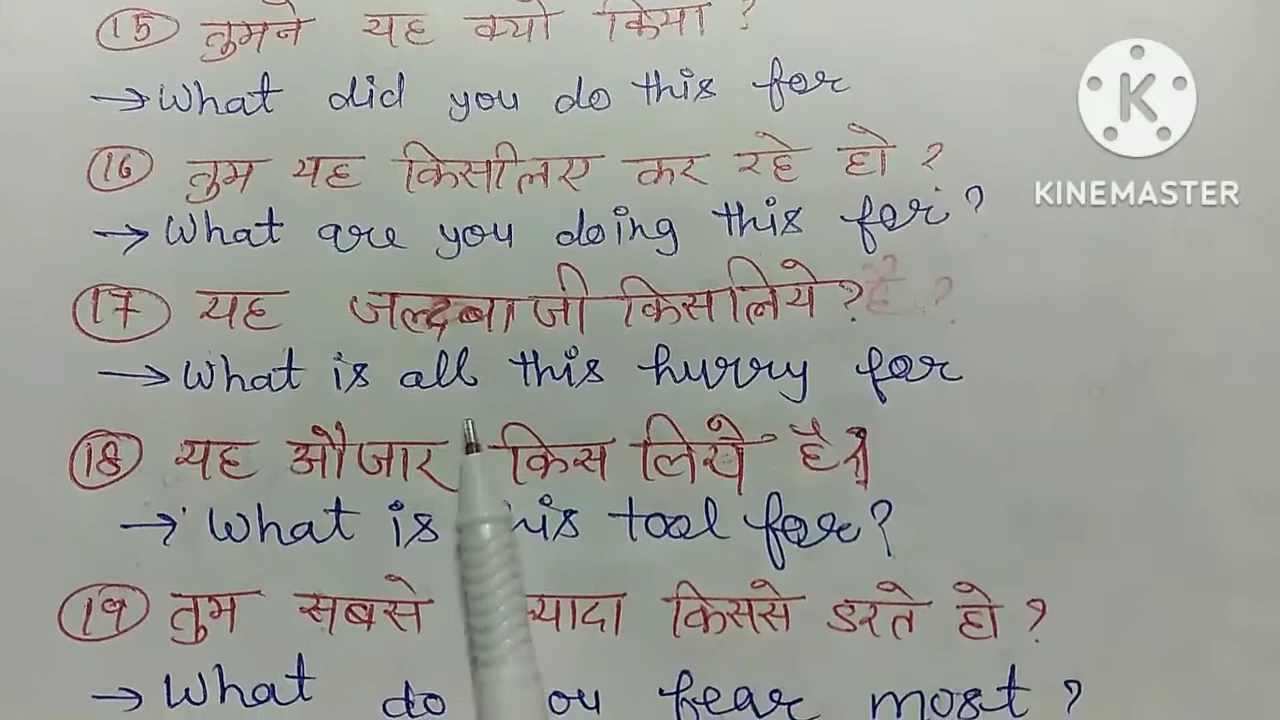 15 तुमने यह क्यों किया ?
→ What did you do this for
16 तुम यह किसलिए कर रहे हो ?
→ What are you doing this for ?
17 यह जल्दबाजी किसलिये ?
→ What is all this hurry for
18 यह औजार किस लिये है ?
→ What is this tool for ?
19 तुम सबसे ज्यादा किससे डरते हो ?
→ What do you fear most ?
K
KINEMASTER